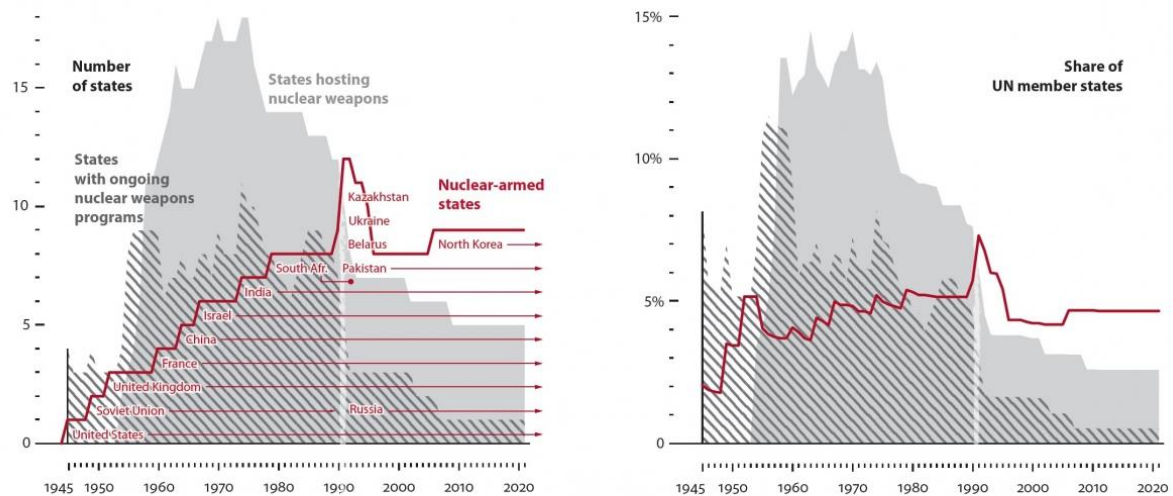 Number
of states
States hosting
nuclear weapons
15
States
with ongoing
nuclear weapons
programs
Nuclear-armed
states
Kazakhstan
10
Ukraine
Belarus
North Korea
South Afr.
Pakistan
India
Israel
5
China
France
United Kingdom
Soviet Union
Russia
United States
0
1945 1950 1960 1970 1980 1990 2000 2010 2020
15%
Share of
UN member states
10%
5%
0
1945 1950 1960 1970 1980 1990 2000 2010 2020